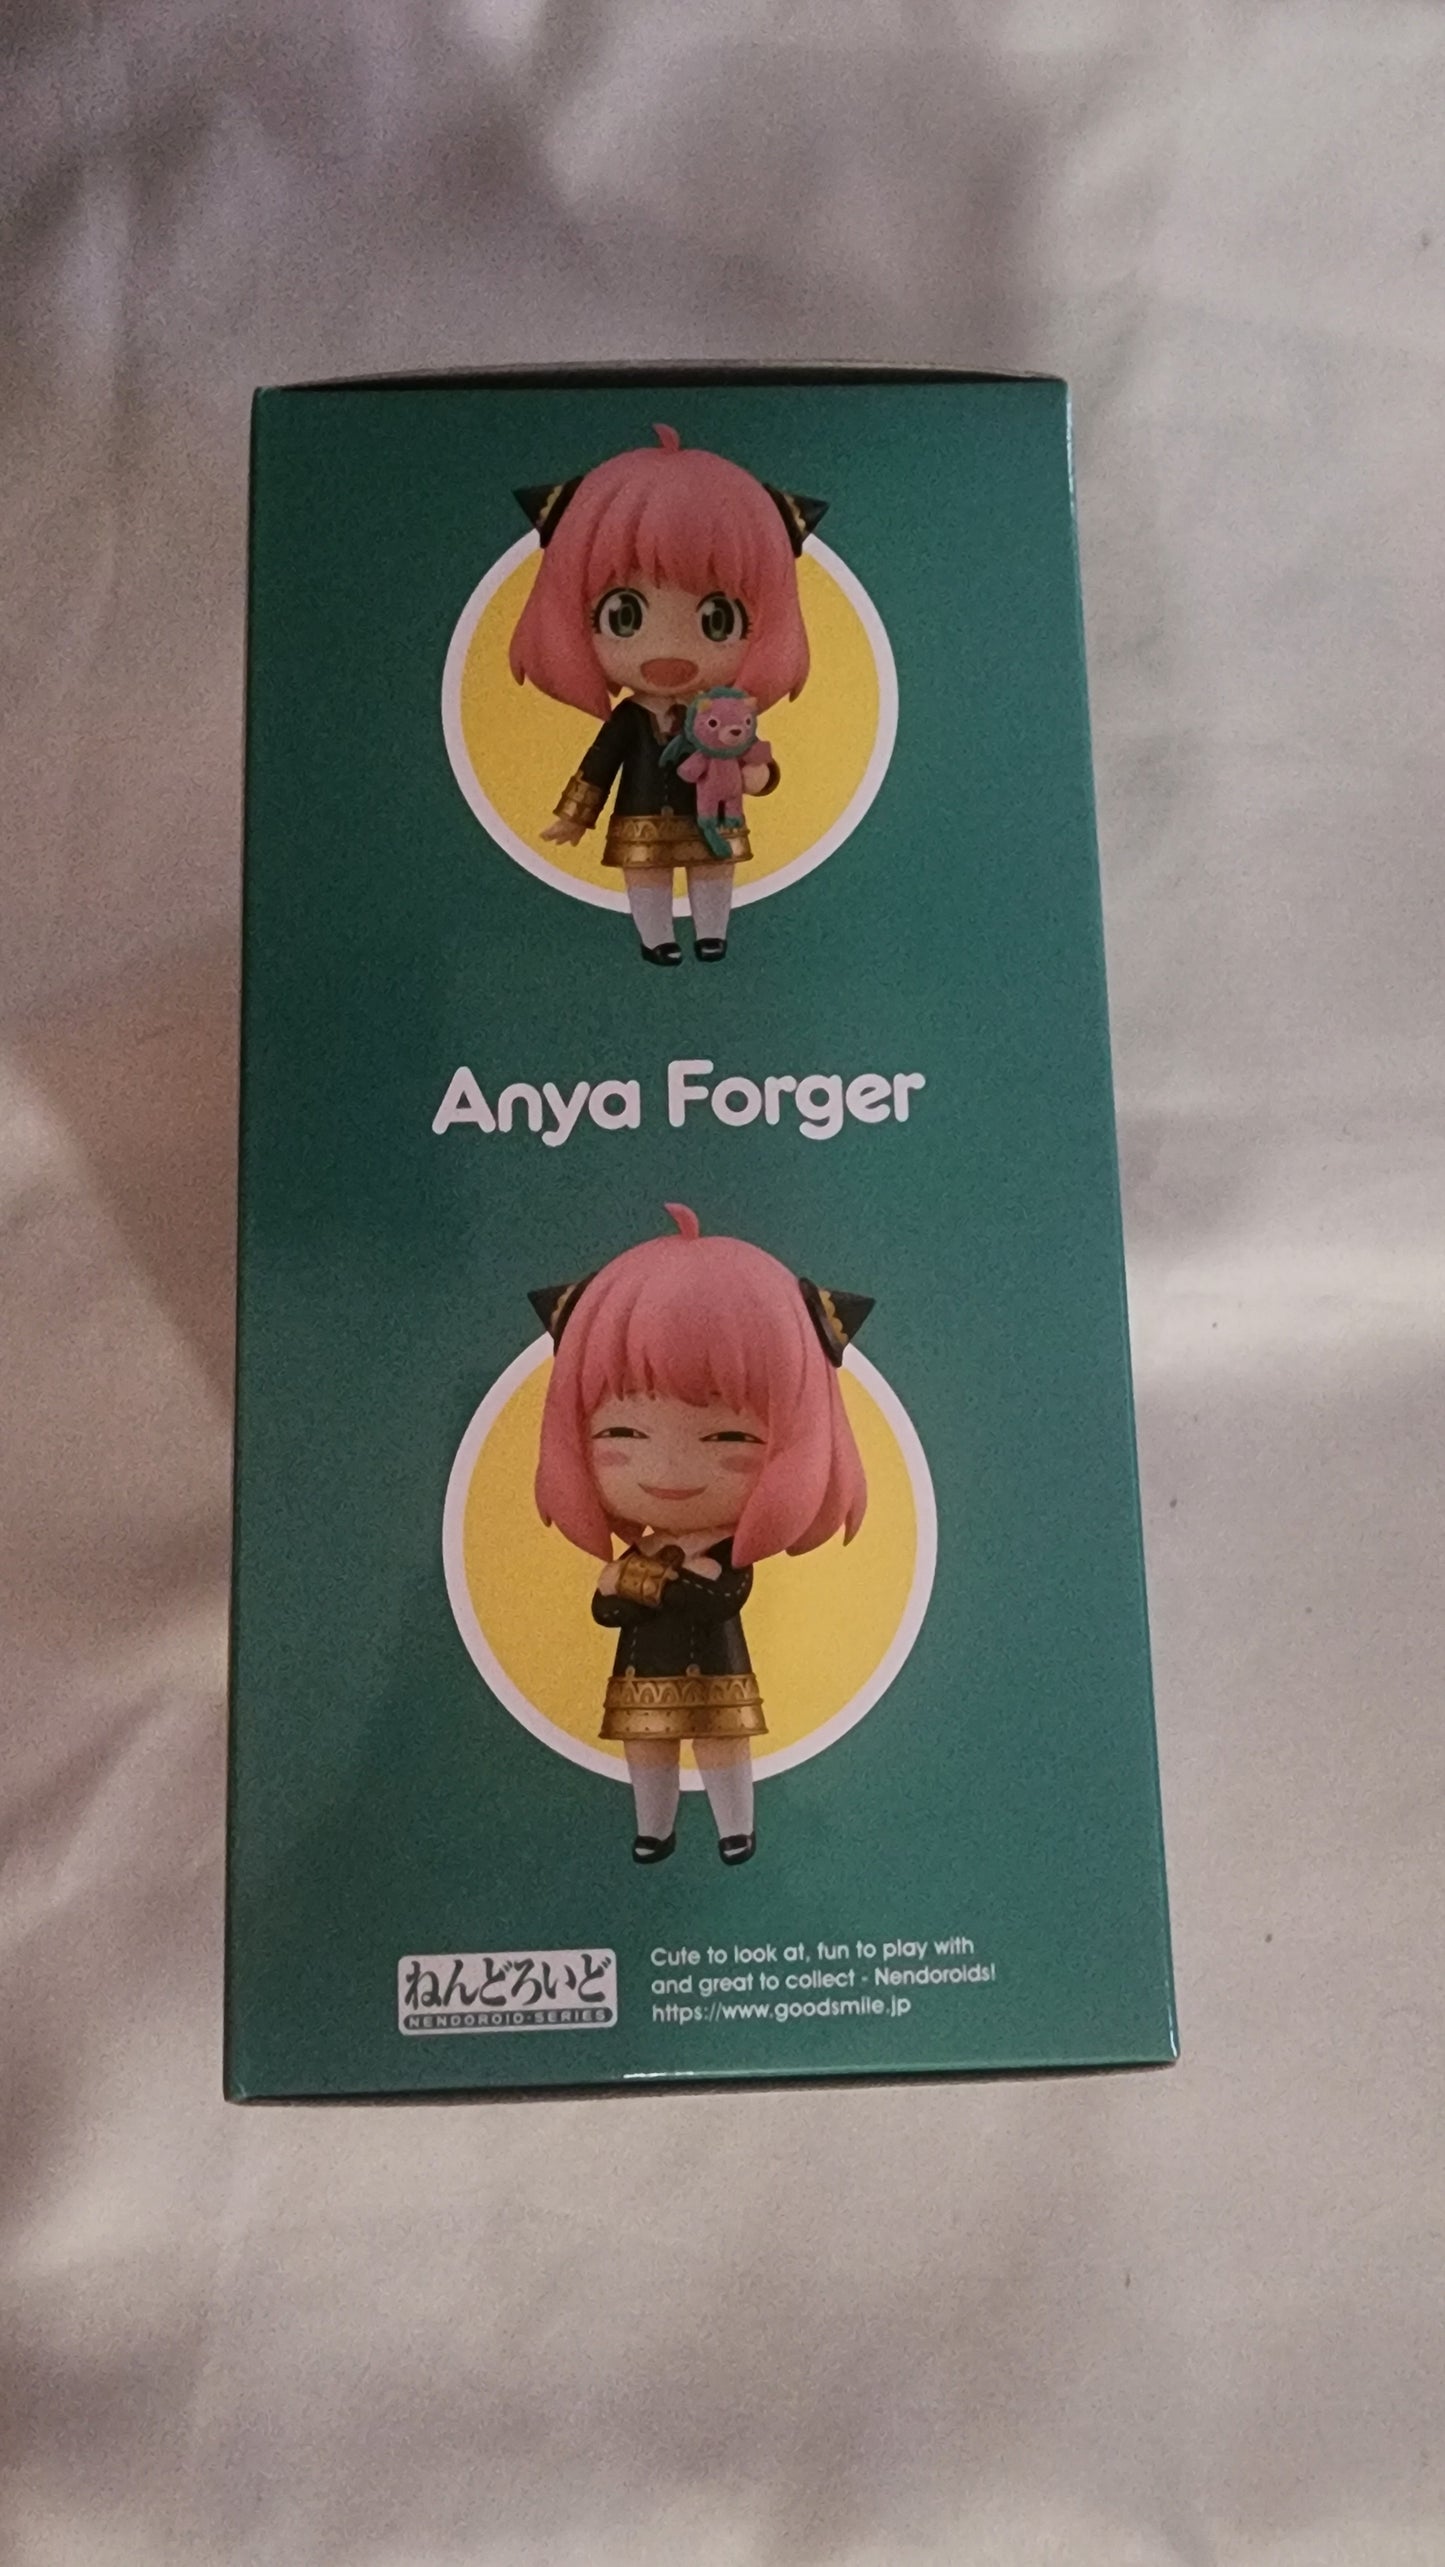 Anya Forger
ねんどろいど
NENDOROID·SERIES
Cute to look at, fun to play with
and great to collect - Nendoroids!
https://www.goodsmile.jp